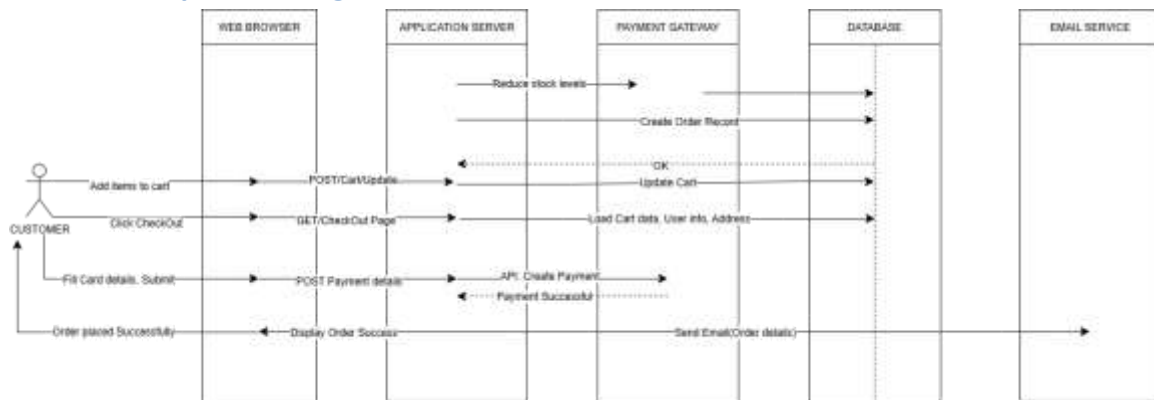 WEB BROWSER
APPLICATION SERVER
PAYMENT GATEWAY
DATABASE
EMAIL SERVICE
Reduce stock levels
Create Order Record
OK
Add items to cart
POST/Cart/Update
Update Cart
Click CheckOut
GET/CheckOut Page
Load Cart data, User info, Address
CUSTOMER
Fill Card details, Submit
POST Payment details
API: Create Payment
Payment Successful
Order placed Successfully
Display Order Success
Send Email(Order details)